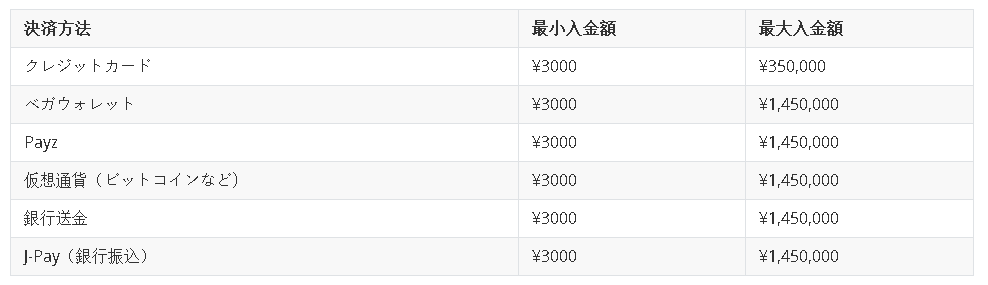 決済方法 最小入金額 最大入金額
クレジットカード ¥3000 ¥350,000
ベガウォレット ¥3000 ¥1,450,000
Payz ¥3000 ¥1,450,000
仮想通貨（ビットコインなど） ¥3000 ¥1,450,000
銀行送金 ¥3000 ¥1,450,000
J-Pay（銀行振込） ¥3000 ¥1,450,000